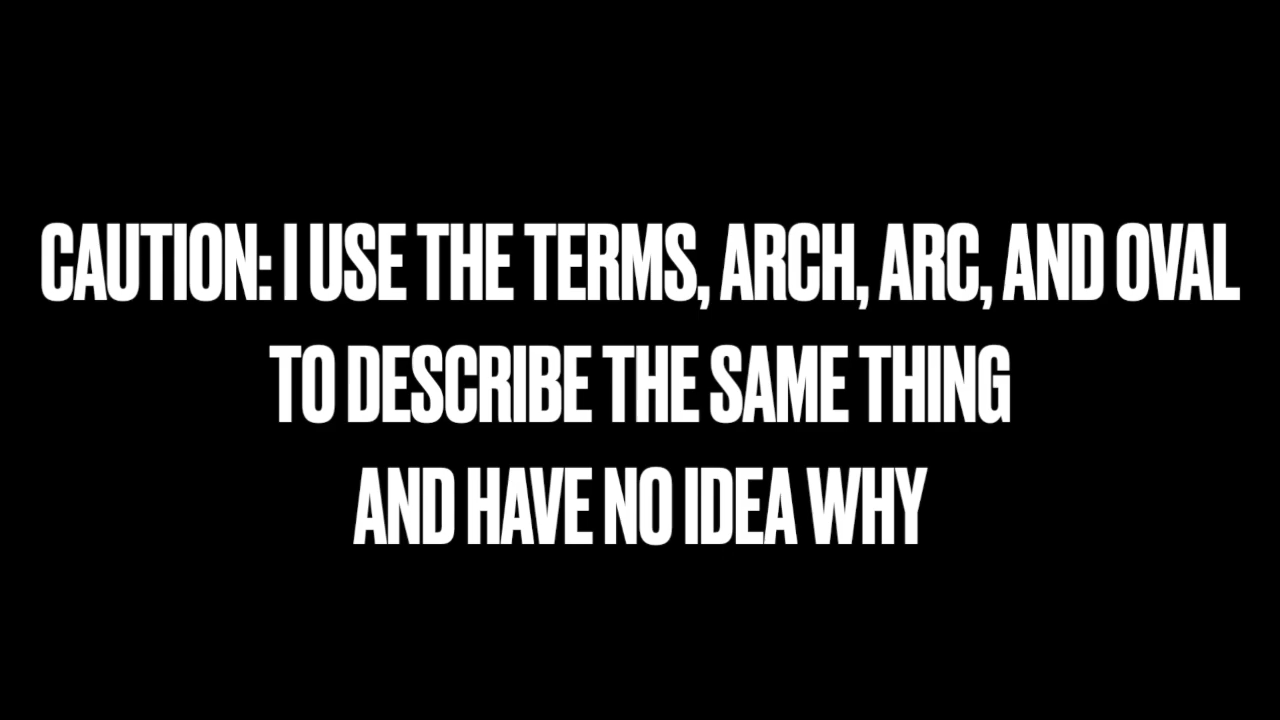 CAUTION: I USE THE TERMS, ARCH, ARC, AND OVAL
TO DESCRIBE THE SAME THING
AND HAVE NO IDEA WHY